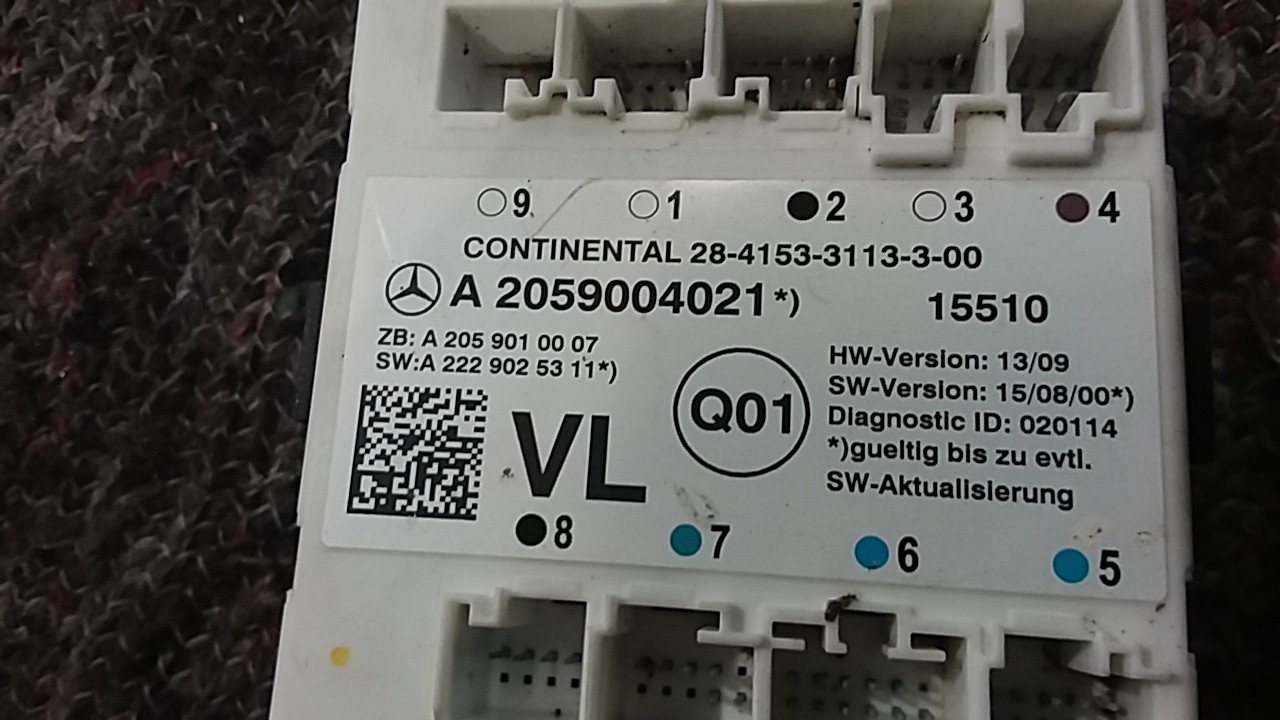 9 1 2 3 4
CONTINENTAL 28-4153-3113-3-00
A 2059004021*) 15510
ZB: A 205 901 00 07
SW:A 222 902 53 11*)
VL
Q01
HW-Version: 13/09
SW-Version: 15/08/00*)
Diagnostic ID: 020114
*)gueltig bis zu evtl.
SW-Aktualisierung
8 7 6 5